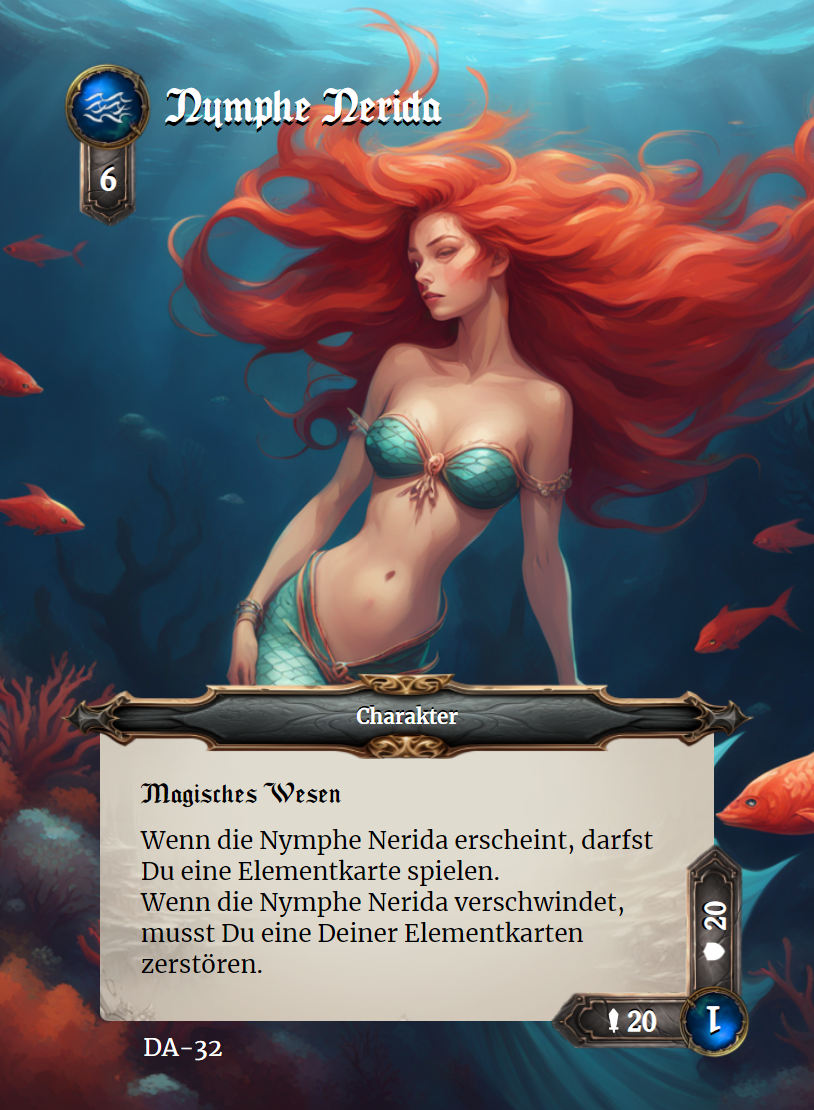 Nymphe Nerida
6
Charakter
Magisches Wesen
Wenn die Nymphe Nerida erscheint, darfst
Du eine Elementkarte spielen.
Wenn die Nymphe Nerida verschwindet,
musst Du eine Deiner Elementkarten
zerstören.
20
20
1
DA-32